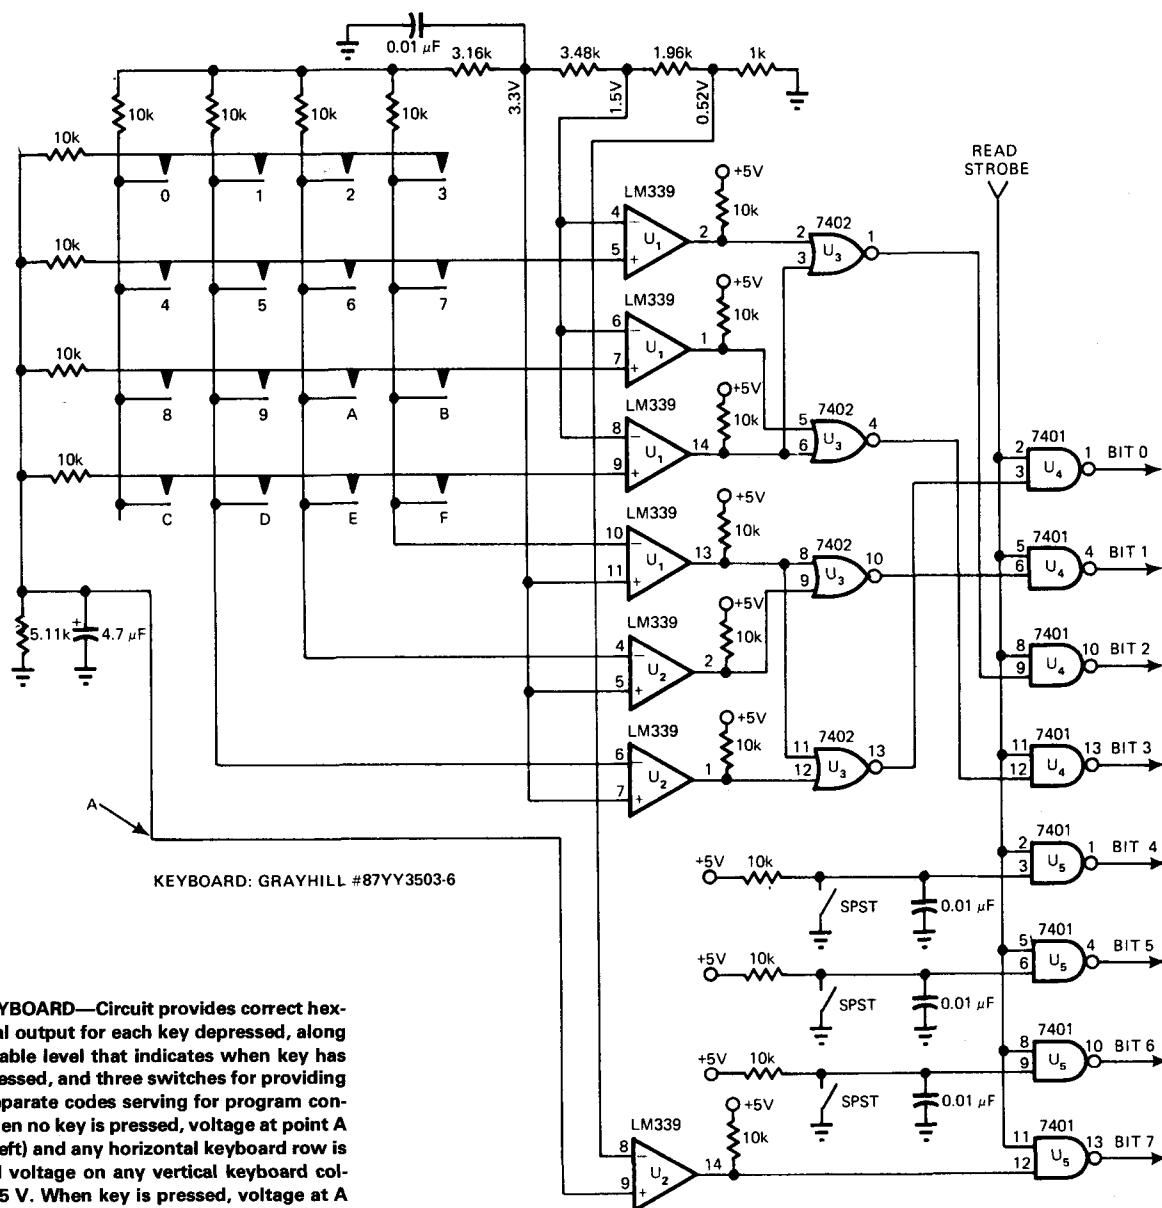 0.01 µF
3.16k
3.48k
1.96k
1k
3.3V
1.5V
0.52V
10k
10k
10k
10k
10k
0
1
2
3
10k
4
5
6
7
10k
8
9
A
B
10k
C
D
E
F
5.11k
+
4.7 µF
A
KEYBOARD: GRAYHILL #87YY3503-6
READ
STROBE
LM339
4
−
5
+
U1
2
+5V
10k
7402
2
3
U3
1
LM339
6
−
7
+
U1
1
+5V
10k
LM339
8
−
9
+
U1
14
+5V
10k
7402
5
6
U3
4
LM339
10
−
11
+
U1
13
+5V
10k
7402
8
9
U3
10
LM339
4
−
5
+
U2
2
+5V
10k
LM339
6
−
7
+
U2
1
+5V
10k
7402
11
12
U3
13
7401
2
3
U4
1
BIT 0
7401
5
6
U4
4
BIT 1
7401
8
9
U4
10
BIT 2
7401
11
12
U4
13
BIT 3
+5V
10k
SPST
0.01 µF
7401
2
3
U5
1
BIT 4
+5V
10k
SPST
0.01 µF
7401
5
6
U5
4
BIT 5
+5V
10k
SPST
0.01 µF
7401
8
9
U5
10
BIT 6
LM339
8
−
9
+
U2
14
+5V
10k
7401
11
12
U5
13
BIT 7
YBOARD—Circuit provides correct hex-
al output for each key depressed, along
able level that indicates when key has
essed, and three switches for providing
eparate codes serving for program con-
en no key is pressed, voltage at point A
eft) and any horizontal keyboard row is
l voltage on any vertical keyboard col-
5 V. When key is pressed, voltage at A